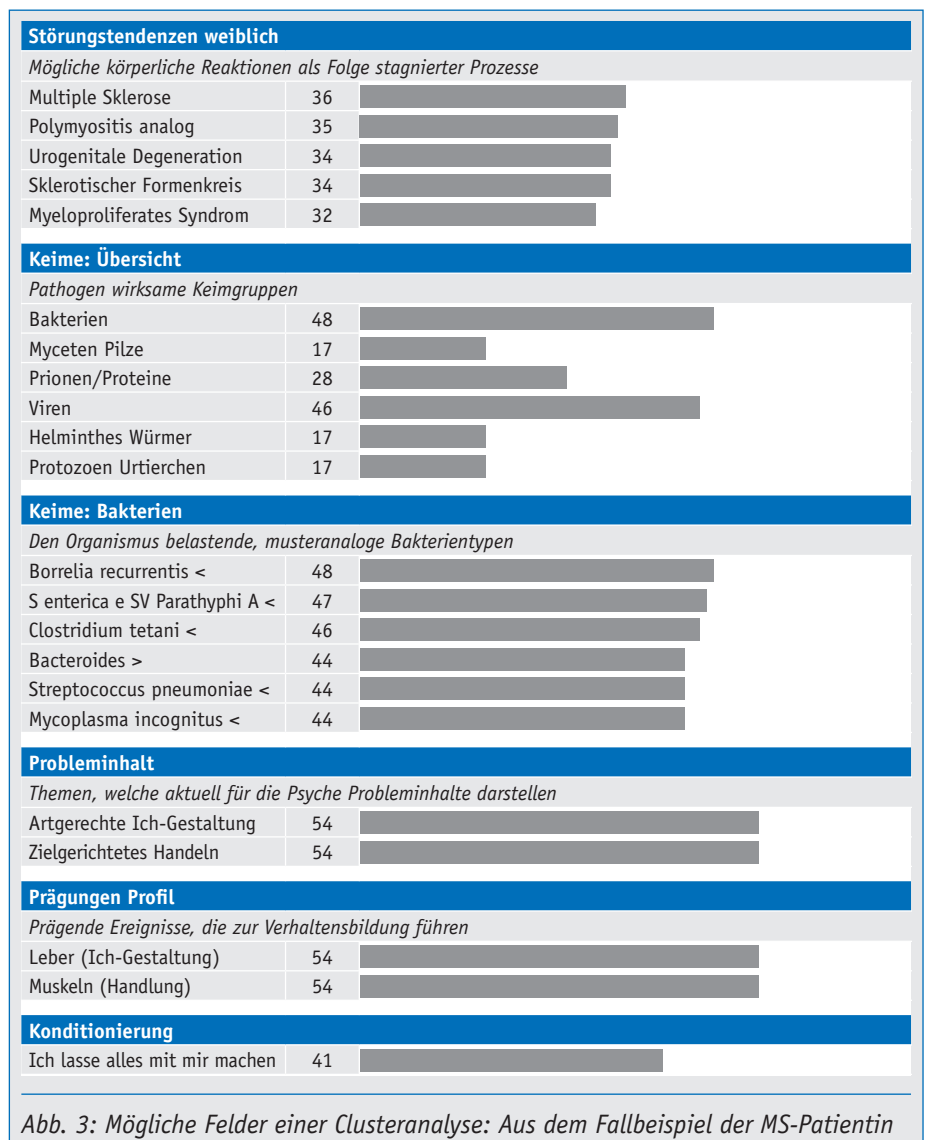 Störungstendenzen weiblich
Mögliche körperliche Reaktionen als Folge stagnierter Prozesse
Multiple Sklerose 36
Polymyositis analog 35
Urogenitale Degeneration 34
Sklerotischer Formenkreis 34
Myeloproliferates Syndrom 32
Keime: Übersicht
Pathogen wirksame Keimgruppen
Bakterien 48
Myceten Pilze 17
Prionen/Proteine 28
Viren 46
Helminthes Würmer 17
Protozoen Urtierchen 17
Keime: Bakterien
Den Organismus belastende, musteranaloge Bakterientypen
Borrelia recurrentis < 48
S enterica e SV Parathyphi A < 47
Clostridium tetani < 46
Bacteroides > 44
Streptococcus pneumoniae < 44
Mycoplasma incognitus < 44
Probleminhalt
Themen, welche aktuell für die Psyche Probleminhalte darstellen
Artgerechte Ich-Gestaltung 54
Zielgerichtetes Handeln 54
Prägungen Profil
Prägende Ereignisse, die zur Verhaltensbildung führen
Leber (Ich-Gestaltung) 54
Muskeln (Handlung) 54
Konditionierung
Ich lasse alles mit mir machen 41
Abb. 3: Mögliche Felder einer Clusteranalyse: Aus dem Fallbeispiel der MS-Patientin